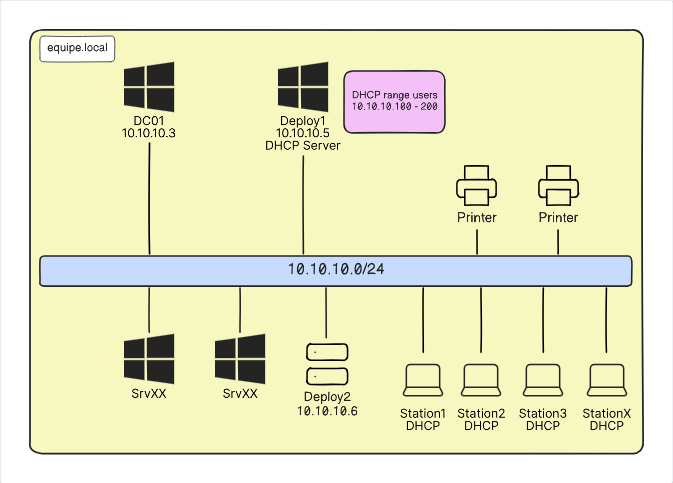 equipe.local
DC01
10.10.10.3
Deploy1
10.10.10.5
DHCP Server
DHCP range users
10.10.10.100 - 200
Printer
Printer
10.10.10.0/24
SrvXX
SrvXX
Deploy2
10.10.10.6
Station1
DHCP
Station2
DHCP
Station3
DHCP
StationX
DHCP